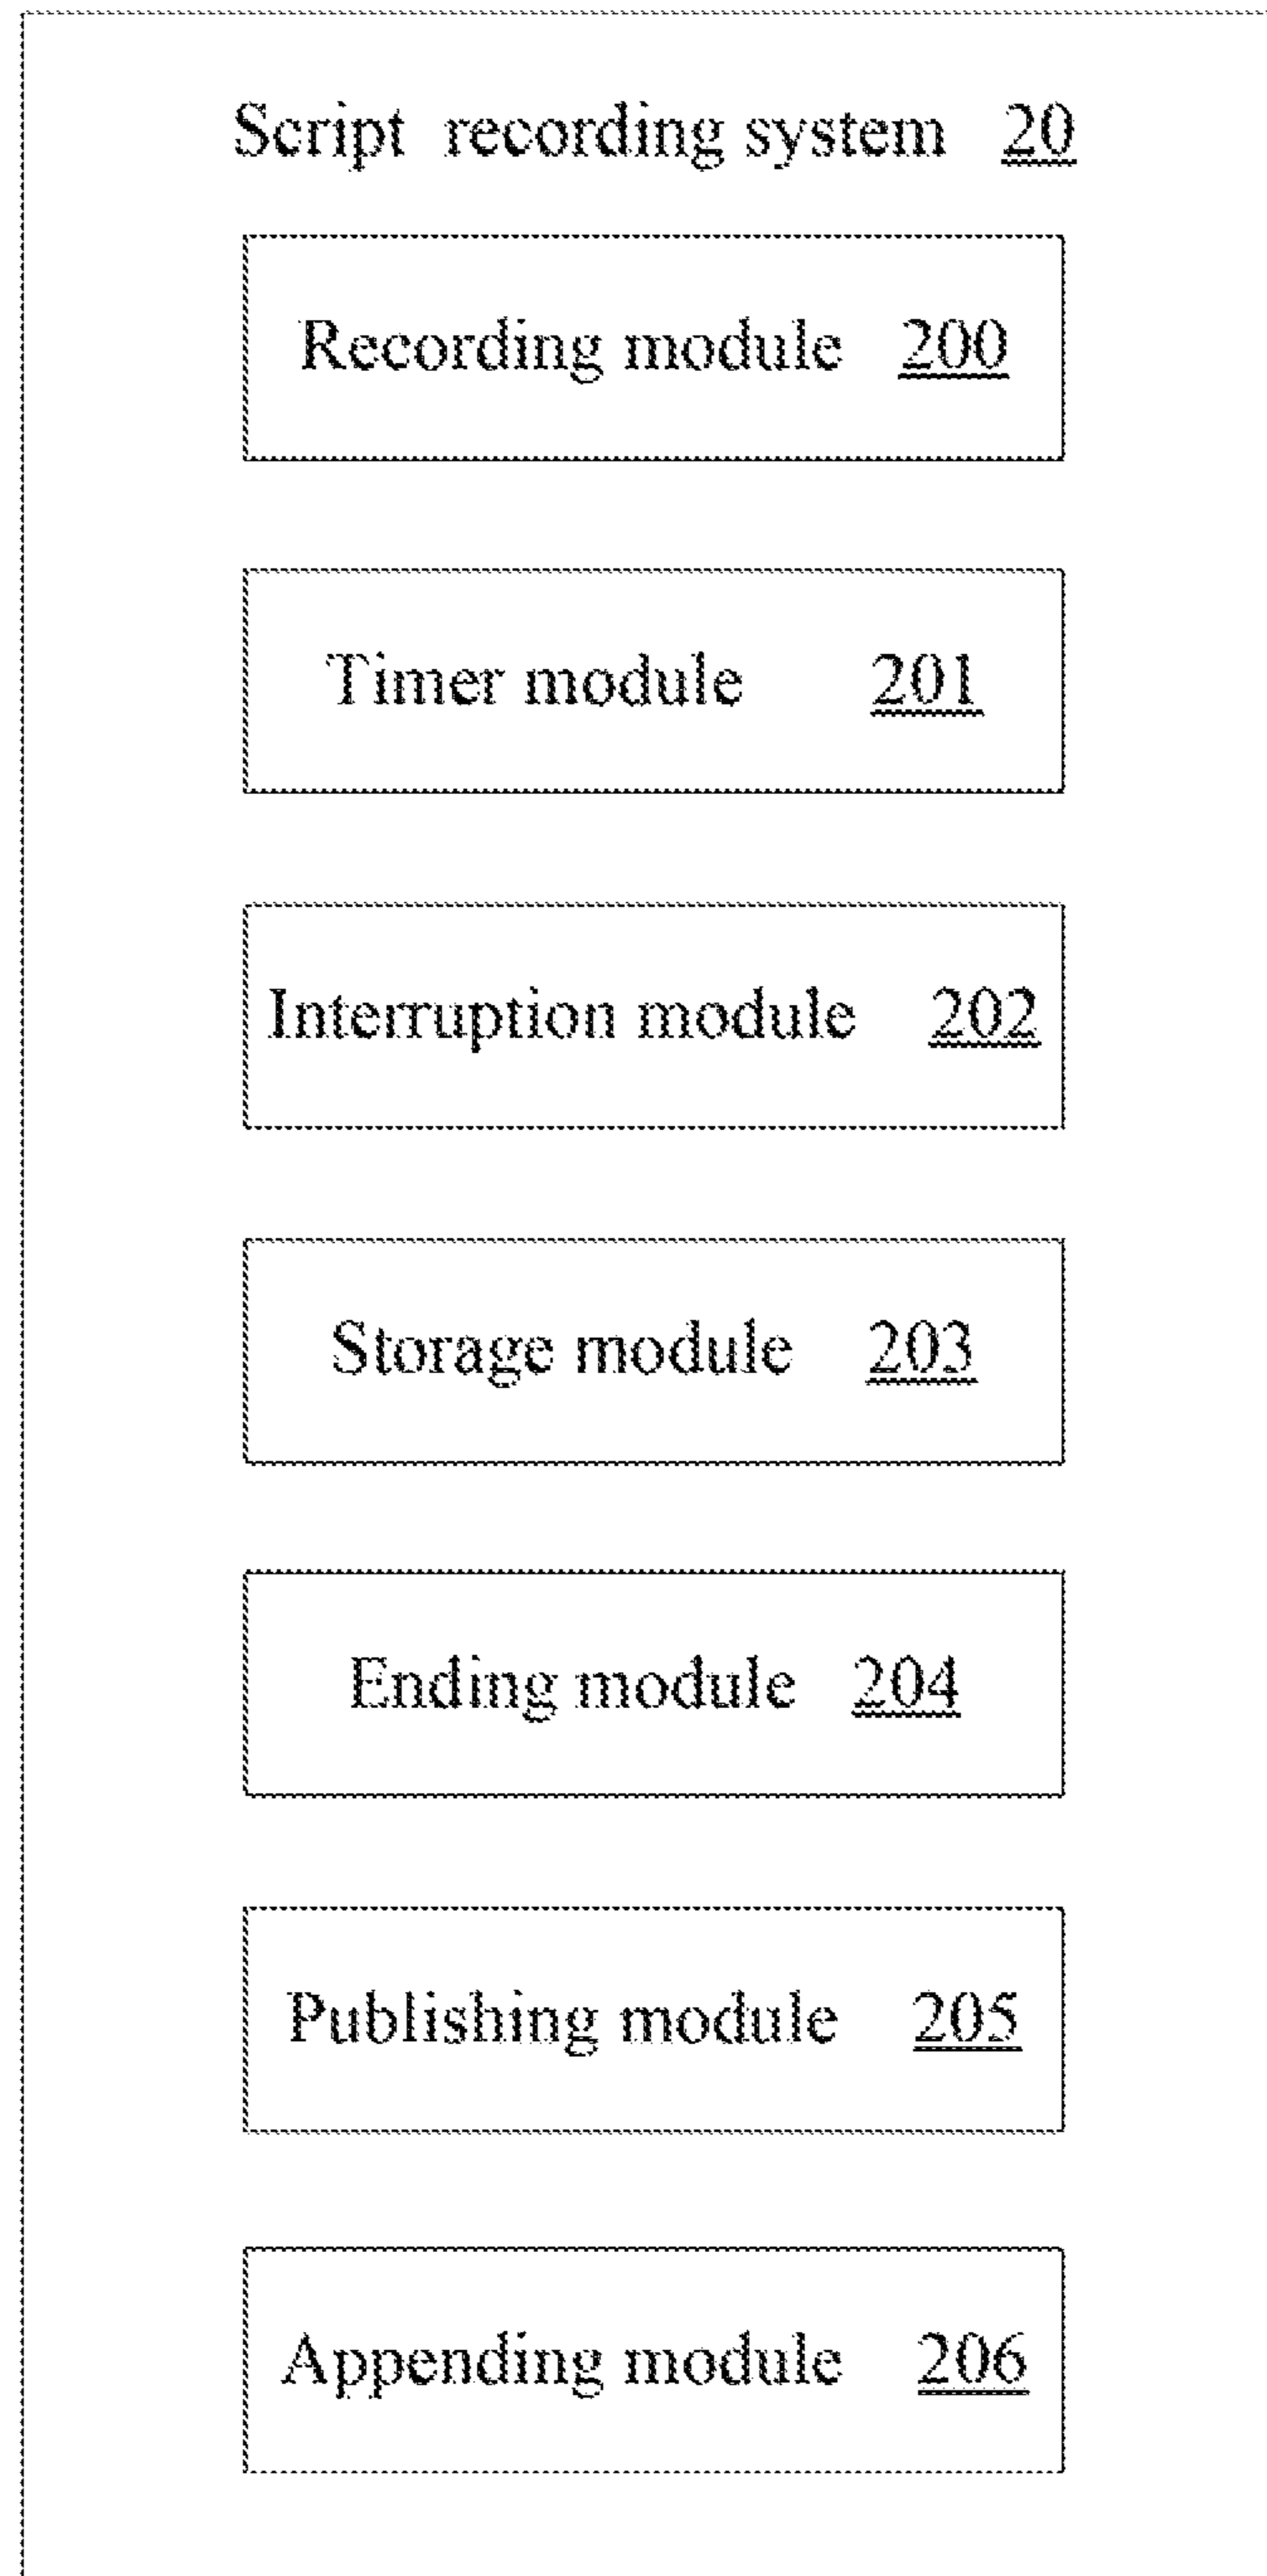 Script recording system 20
Recording module 200
Timer module 201
Interruption module 202
Storage module 203
Ending module 204
Publishing module 205
Appending module 206